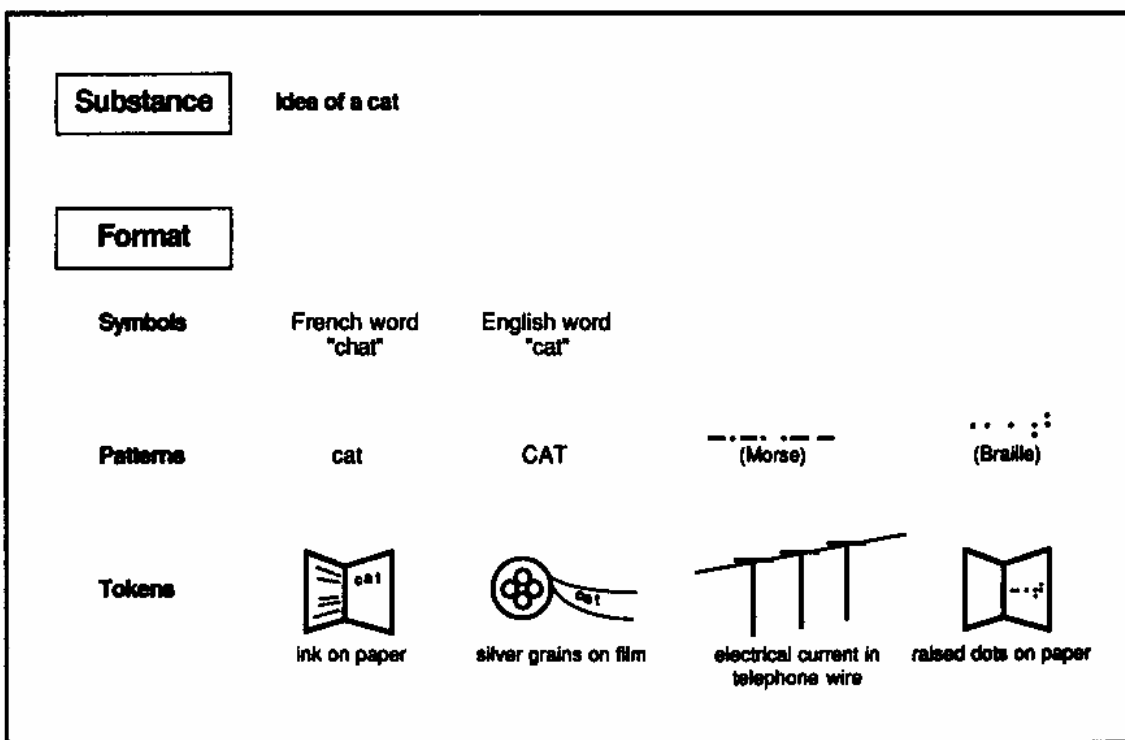 Substance Idea of a cat
Format
Symbols French word English word
"chat" "cat"
Patterns cat CAT (Morse) (Braille)
Tokens cat cat
ink on paper silver grains on film electrical current in raised dots on paper
telephone wire